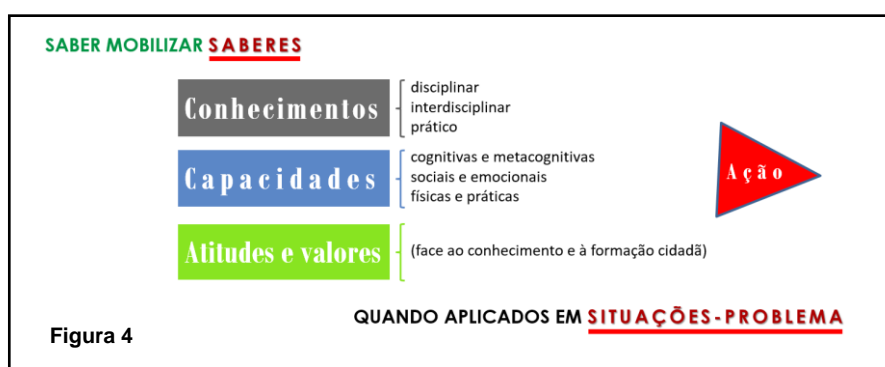 SABER MOBILIZAR SABERES
Conhecimentos
disciplinar
interdisciplinar
prático
Capacidades
cognitivas e metacognitivas
sociais e emocionais
físicas e práticas
Atitudes e valores
(face ao conhecimento e à formação cidadã)
Ação
QUANDO APLICADOS EM SITUAÇÕES-PROBLEMA
Figura 4